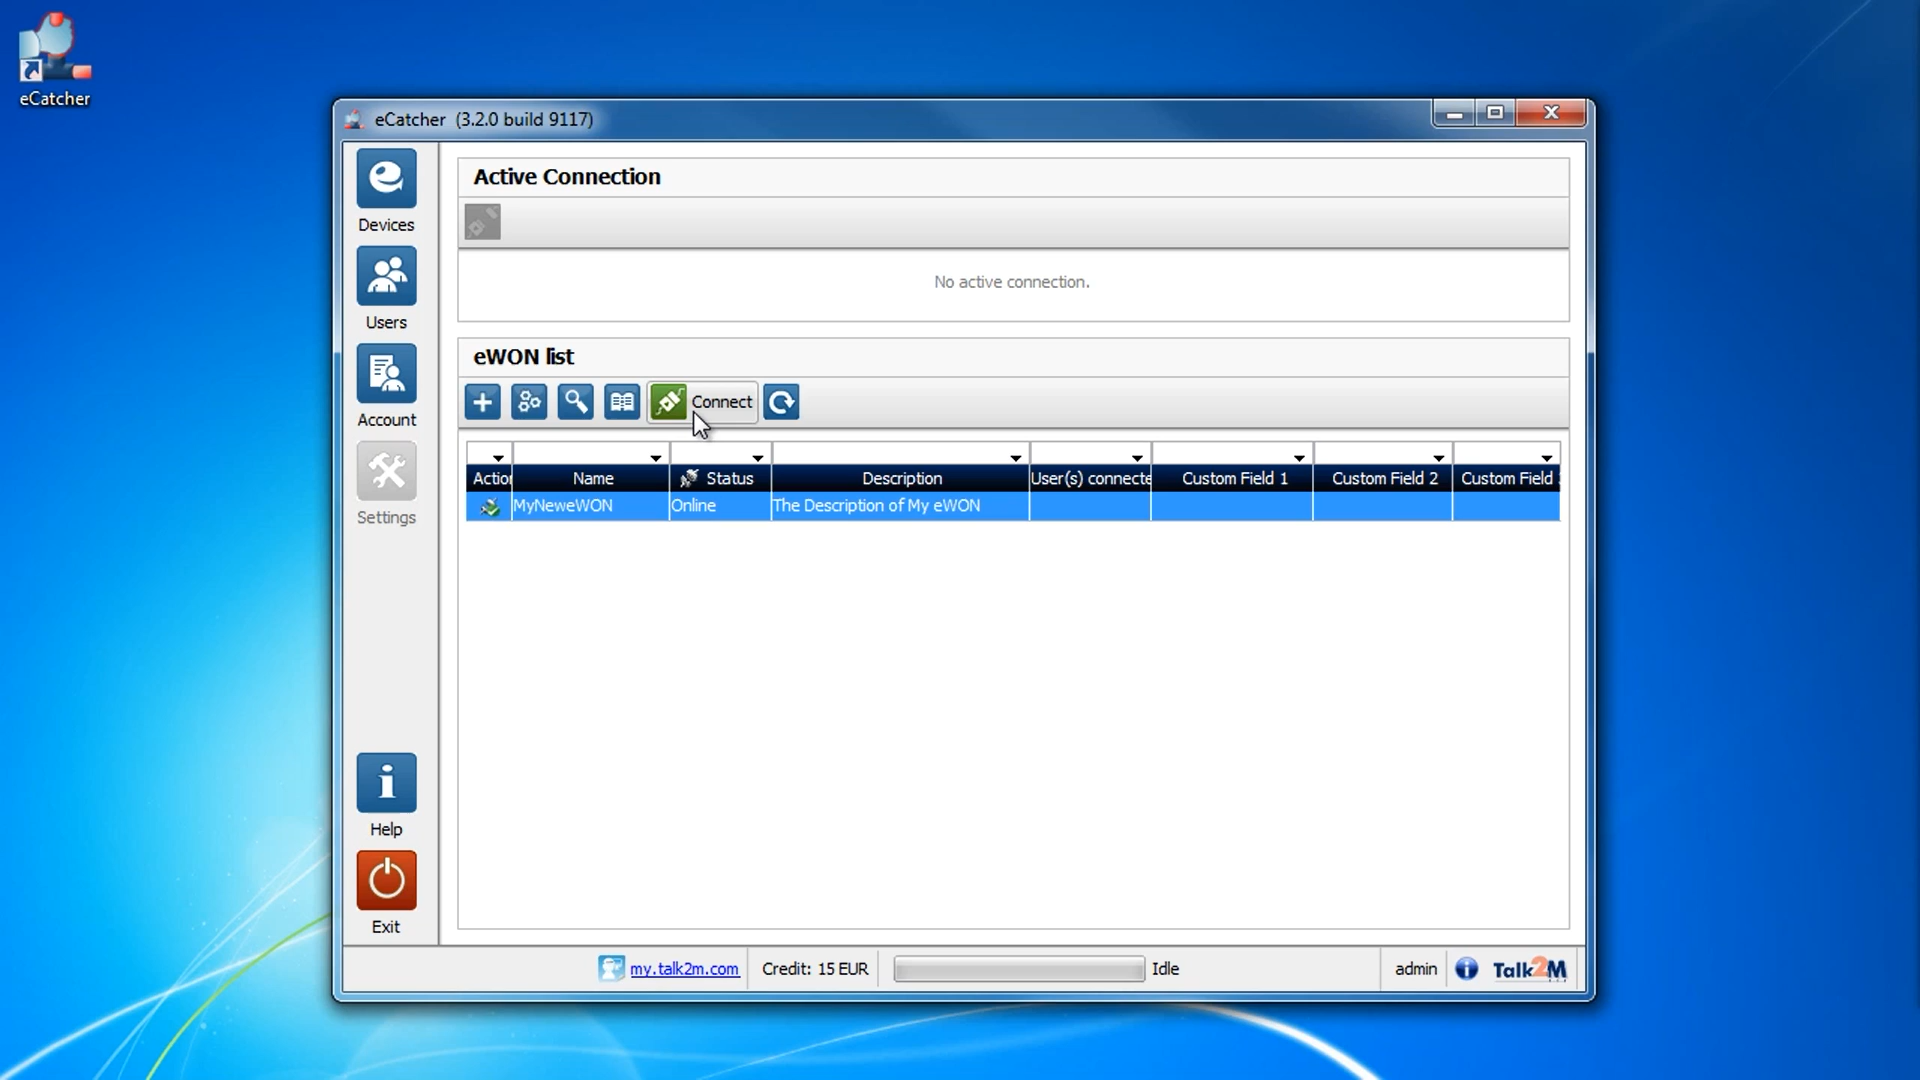 eCatcher
eCatcher (3.2.0 build 9117)
Devices
Users
Account
Settings
Help
Exit
Active Connection
No active connection.
eWON list
Connect
Action Name Status Description User(s) connecte Custom Field 1 Custom Field 2 Custom Field
MyNeweWON Online The Description of My eWON
my.talk2m.com Credit: 15 EUR Idle admin Talk2M